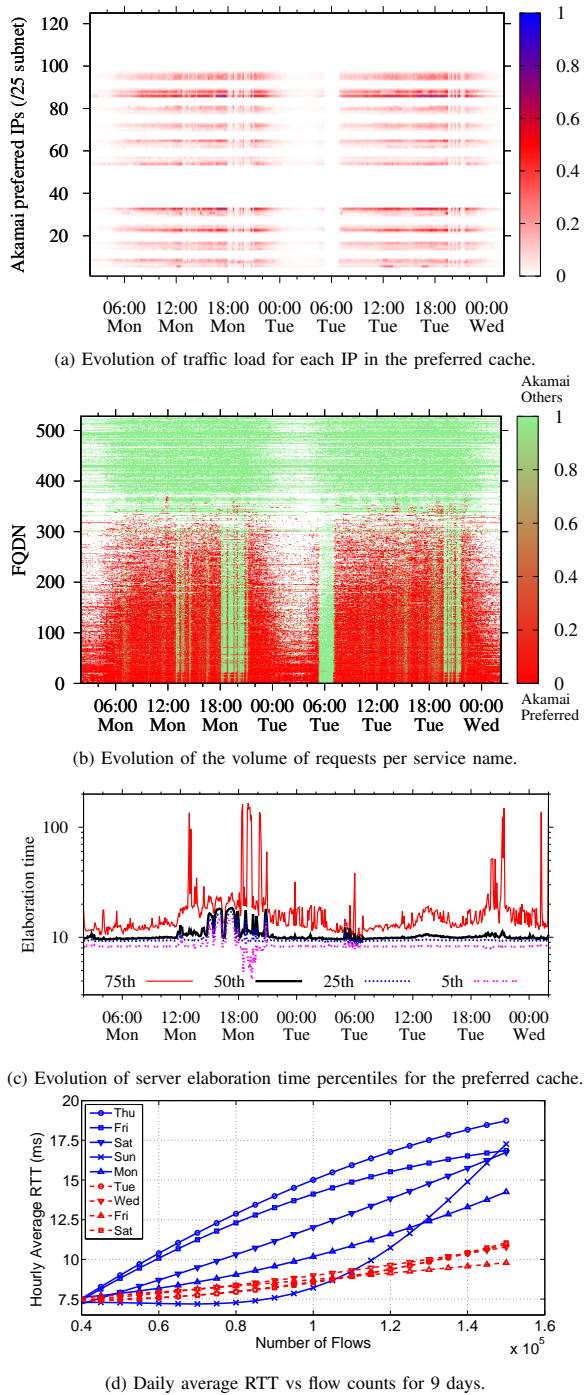 Akamai preferred IPs (/25 subnet)
120
100
80
60
40
20
1
0.8
0.6
0.4
0.2
0
06:00 12:00 18:00 00:00 06:00 12:00 18:00 00:00
Mon Mon Mon Tue Tue Tue Tue Wed
(a) Evolution of traffic load for each IP in the preferred cache.
Akamai
Others
FQDN
500
400
300
200
100
0
1
0.8
0.6
0.4
0.2
0
Akamai
Preferred
06:00 12:00 18:00 00:00 06:00 12:00 18:00 00:00
Mon Mon Mon Tue Tue Tue Tue Wed
(b) Evolution of the volume of requests per service name.
Elaboration time
100
10
75th 50th 25th 5th
06:00 12:00 18:00 00:00 06:00 12:00 18:00 00:00
Mon Mon Mon Tue Tue Tue Tue Wed
(c) Evolution of server elaboration time percentiles for the preferred cache.
Hourly Average RTT (ms)
20
17.5
15
12.5
10
7.5
Thu
Fri
Sat
Sun
Mon
Tue
Wed
Fri
Sat
0.4 0.6 0.8 1 1.2 1.4 1.6
Number of Flows
x 10^5
(d) Daily average RTT vs flow counts for 9 days.